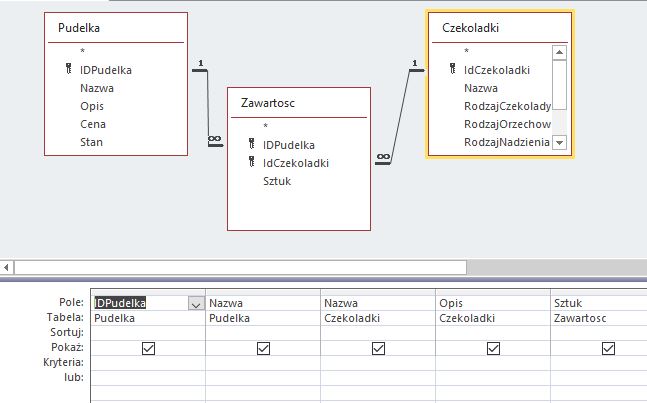 Pudelka
*
IDPudelka
Nazwa
Opis
Cena
Stan
1
∞
Zawartosc
*
IDPudelka
IdCzekoladki
Sztuk
1
∞
Czekoladki
*
IdCzekoladki
Nazwa
RodzajCzekolady
RodzajOrzechow
RodzajNadzienia
Pole: IDPudelka Nazwa Nazwa Opis Sztuk
Tabela: Pudelka Pudelka Czekoladki Czekoladki Zawartosc
Sortuj:
Pokaż:
Kryteria:
lub: